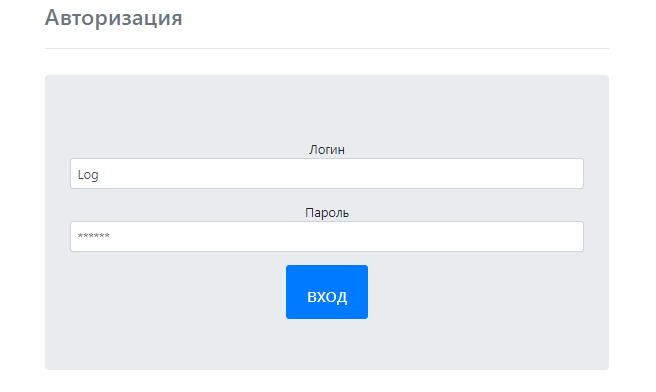 Авторизация
Логин
Log
Пароль
******
вход